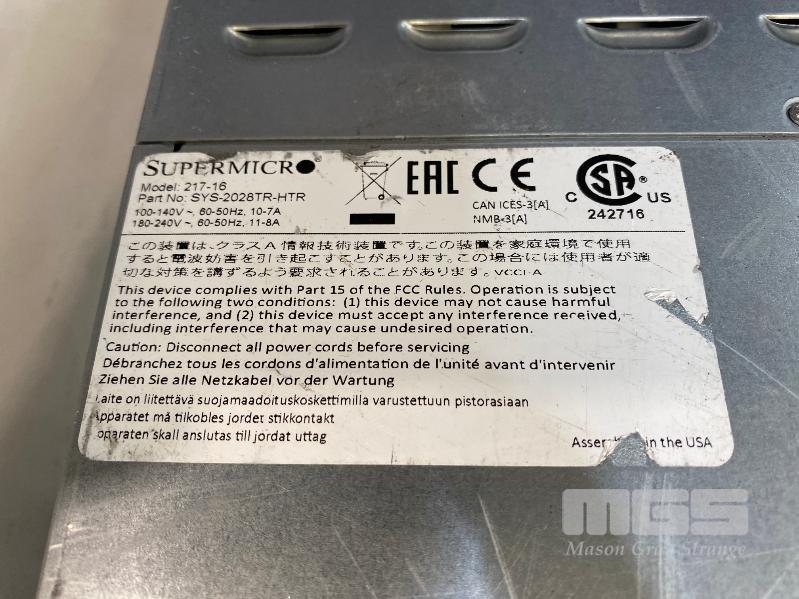 SUPERMICRO
Model: 217-16
Part No: SYS-2028TR-HTR
100-140V ~, 60-50Hz, 10-7A
180-240V ~, 60-50Hz, 11-8A
EAC CE
CAN ICES-3[A]
NMB-3[A]
C SA US
242716
この装置は、クラスA 情報技術装置です。この装置を家庭環境で使用
すると電波妨害を引き起こすことがあります。この場合には使用者が適
切な対策を講ずるよう要求されることがあります。VCCI-A
This device complies with Part 15 of the FCC Rules. Operation is subject
to the following two conditions: (1) this device may not cause harmful
interference, and (2) this device must accept any interference received,
including interference that may cause undesired operation.
Caution: Disconnect all power cords before servicing
Débranchez tous les cordons d'alimentation de l'unité avant d'intervenir
Ziehen Sie alle Netzkabel vor der Wartung
Laite on liitettävä suojamaadoituskoskettimilla varustettuun pistorasiaan
Apparatet må tilkobles jordet stikkontakt
Apparaten skall anslutas till jordat uttag
in the USA
MGS
Mason Gray Strange